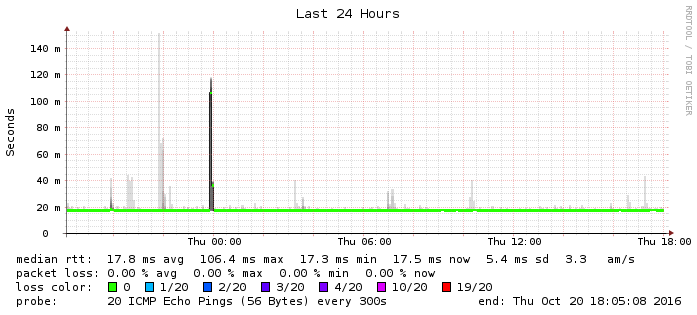 Last 24 Hours
RRDTOOL / TOBI OETIKER
Seconds
140 m
120 m
100 m
80 m
60 m
40 m
20 m
0
Thu 00:00 Thu 06:00 Thu 12:00 Thu 18:00
median rtt: 17.8 ms avg 106.4 ms max 17.3 ms min 17.5 ms now 5.4 ms sd 3.3 am/s
packet loss: 0.00 % avg 0.00 % max 0.00 % min 0.00 % now
loss color: 0 1/20 2/20 3/20 4/20 10/20 19/20
probe: 20 ICMP Echo Pings (56 Bytes) every 300s end: Thu Oct 20 18:05:08 2016